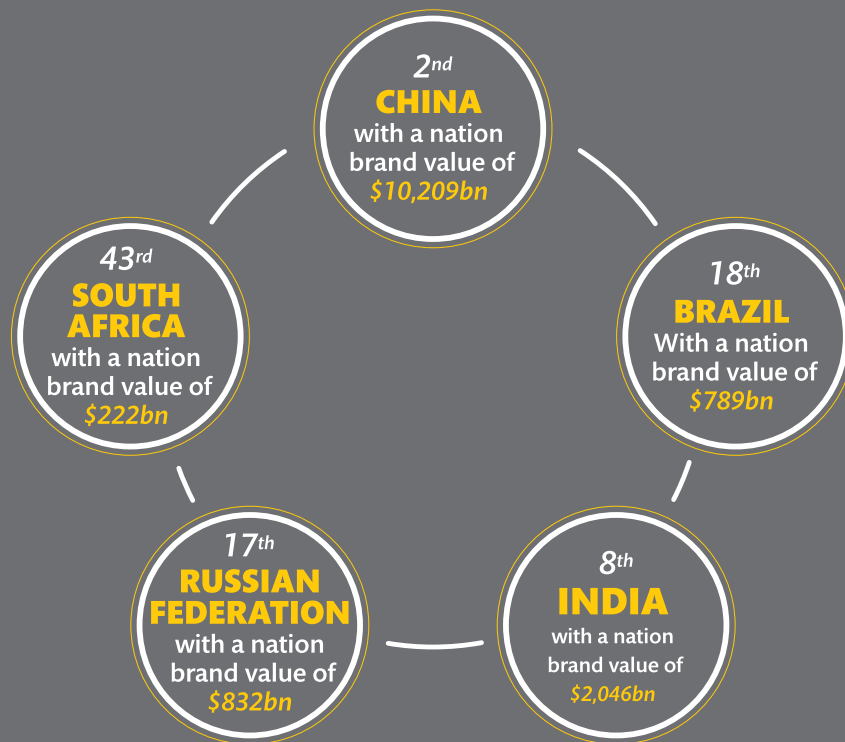 2nd
CHINA
with a nation
brand value of
$10,209bn
43rd
SOUTH
AFRICA
with a nation
brand value of
$222bn
18th
BRAZIL
With a nation
brand value of
$789bn
17th
RUSSIAN
FEDERATION
with a nation
brand value of
$832bn
8th
INDIA
with a nation
brand value of
$2,046bn